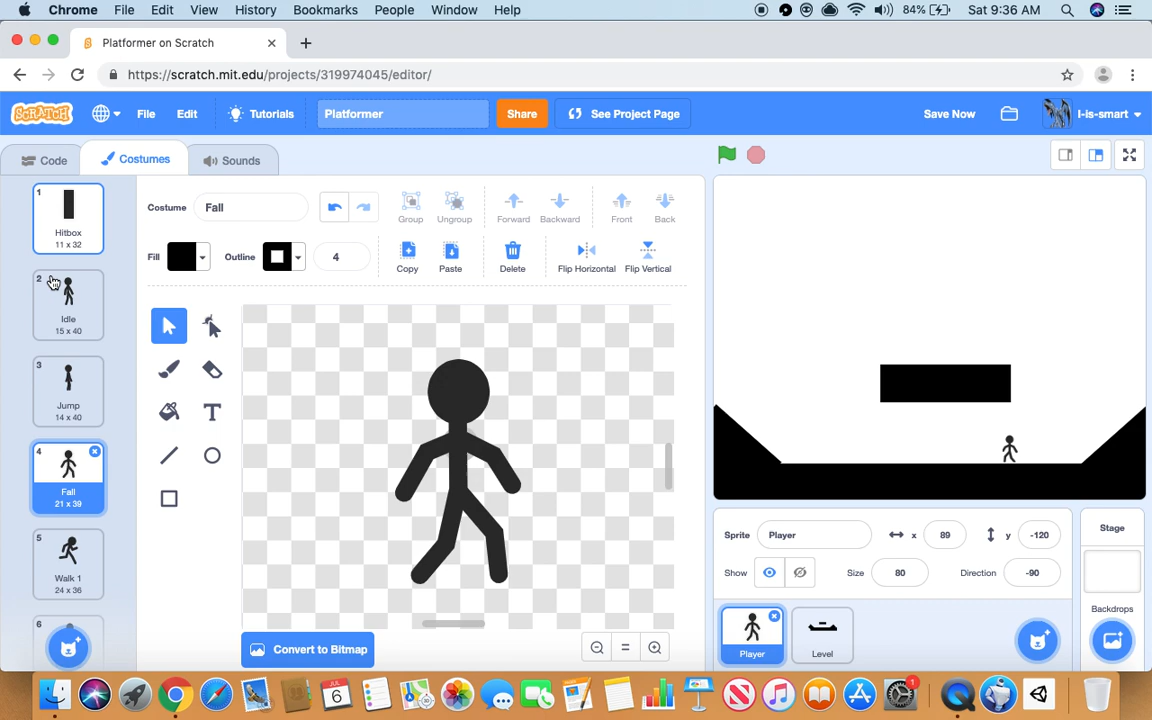 Chrome File Edit View History Bookmarks People Window Help 84% Sat 9:36 AM
Platformer on Scratch
https://scratch.mit.edu/projects/319974045/editor/
SCRATCH File Edit Tutorials Platformer Share See Project Page Save Now I-is-smart
Code Costumes Sounds
1
Hitbox
11 x 32
2
Idle
15 x 40
3
Jump
14 x 40
4
Fall
21 x 39
5
Walk 1
24 x 36
6
Costume Fall Group Ungroup Forward Backward Front Back
Fill Outline 4 Copy Paste Delete Flip Horizontal Flip Vertical
T
Convert to Bitmap
Sprite Player x 89 y -120
Show Size 80 Direction -90
Player Level
Stage
Backdrops
JUL
6
1